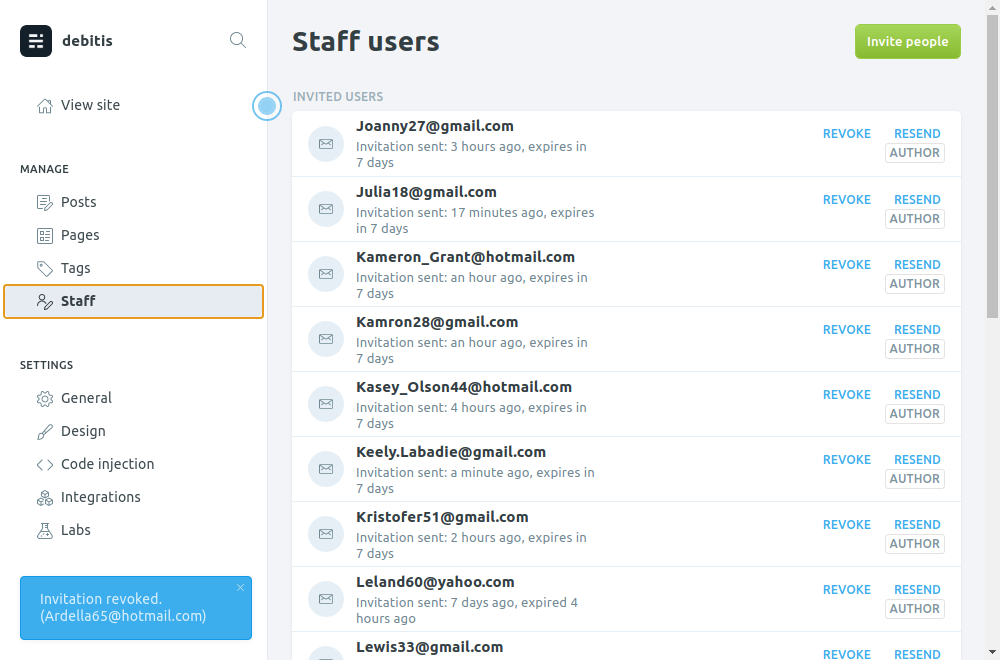 debitis
View site
MANAGE
Posts
Pages
Tags
Staff
SETTINGS
General
Design
Code injection
Integrations
Labs
Invitation revoked.
(Ardella65@hotmail.com)
Staff users
Invite people
INVITED USERS
Joanny27@gmail.com
Invitation sent: 3 hours ago, expires in
7 days
REVOKE RESEND
AUTHOR
Julia18@gmail.com
Invitation sent: 17 minutes ago, expires
in 7 days
REVOKE RESEND
AUTHOR
Kameron_Grant@hotmail.com
Invitation sent: an hour ago, expires in
7 days
REVOKE RESEND
AUTHOR
Kamron28@gmail.com
Invitation sent: an hour ago, expires in
7 days
REVOKE RESEND
AUTHOR
Kasey_Olson44@hotmail.com
Invitation sent: 4 hours ago, expires in
7 days
REVOKE RESEND
AUTHOR
Keely.Labadie@gmail.com
Invitation sent: a minute ago, expires in
7 days
REVOKE RESEND
AUTHOR
Kristofer51@gmail.com
Invitation sent: 2 hours ago, expires in
7 days
REVOKE RESEND
AUTHOR
Leland60@yahoo.com
Invitation sent: 7 days ago, expired 4
hours ago
REVOKE RESEND
AUTHOR
Lewis33@gmail.com
REVOKE RESEND